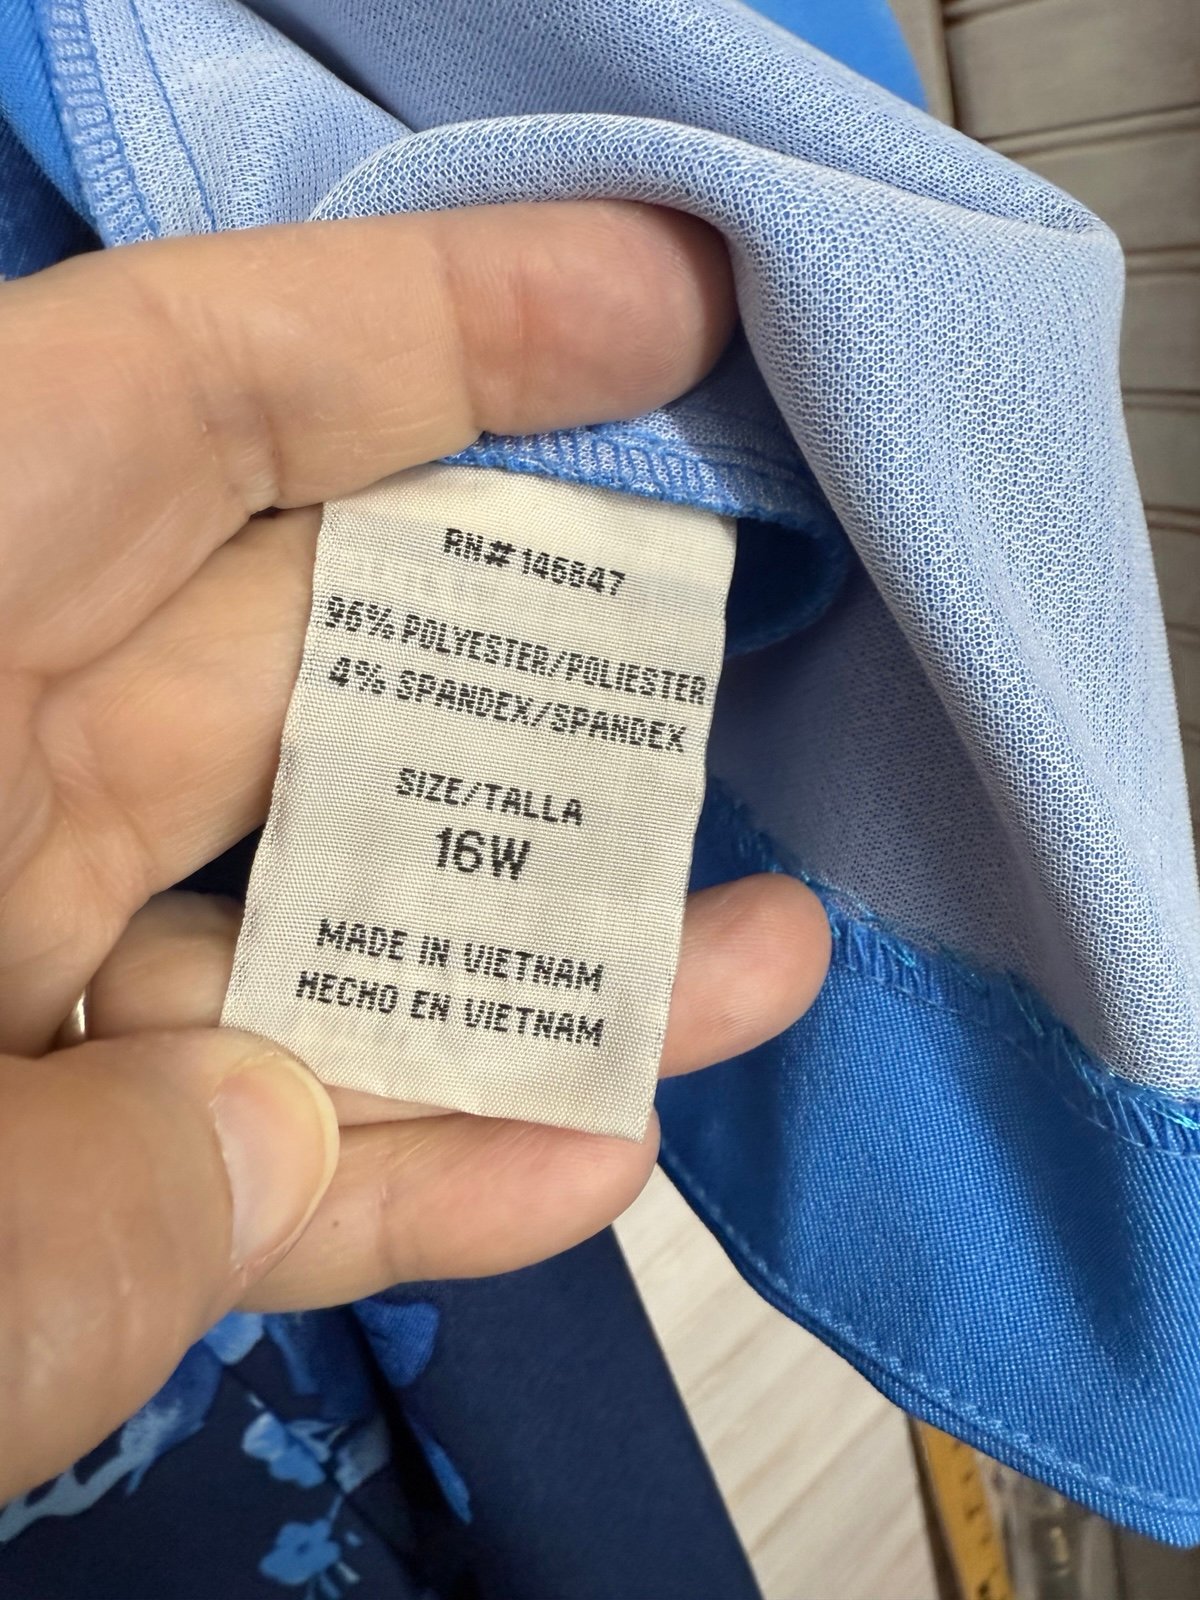 RN# 146847
96% POLYESTER/POLIESTER
4% SPANDEX/SPANDEX
SIZE/TALLA
16W
MADE IN VIETNAM
HECHO EN VIETNAM